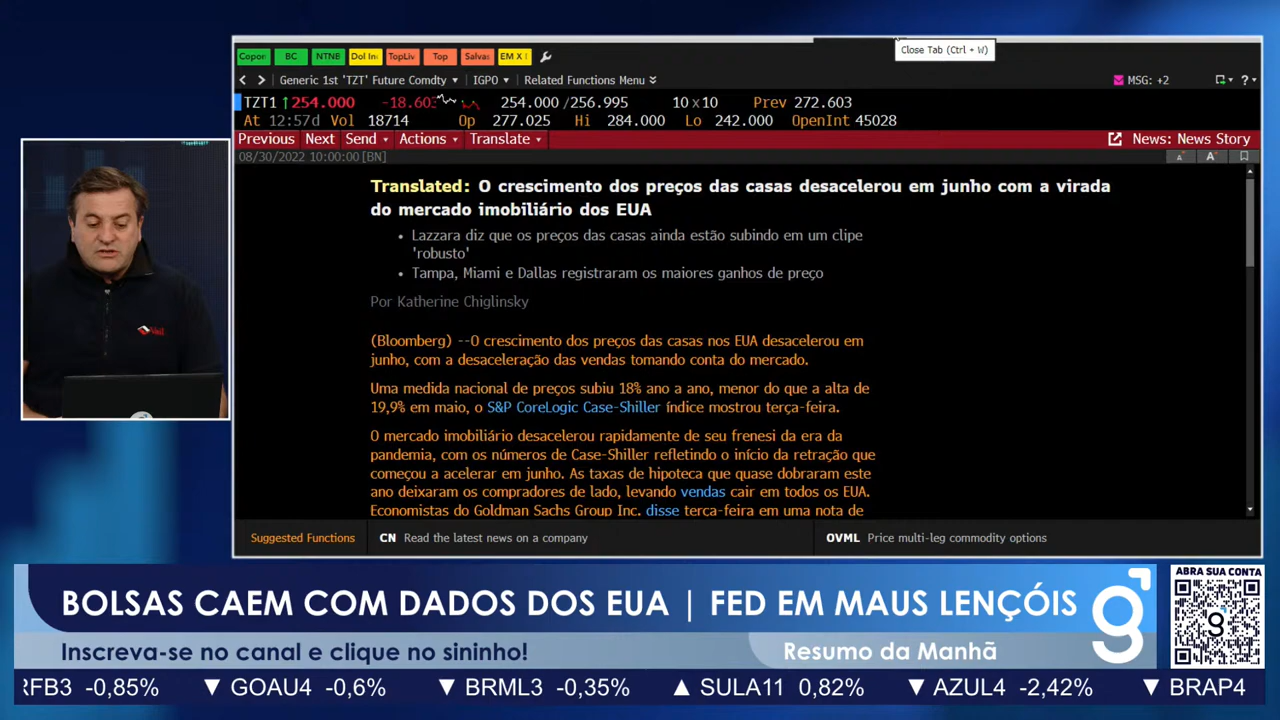 Close Tab (Ctrl + W)
Copor BC NTNE Dol In TopLiv Top Salvas EM X
Generic 1st 'TZT' Future Comdty IGPO Related Functions Menu MSG: +2 ?
TZT1 ↑254.000 -18.603 254.000/256.995 10×10 Prev 272.603
At 12:57d Vol 18714 Op 277.025 Hi 284.000 Lo 242.000 OpenInt 45028
Previous Next Send Actions Translate News: News Story
08/30/2022 10:00:00 [BN] A A
Translated: O crescimento dos preços das casas desacelerou em junho com a virada
do mercado imobiliário dos EUA
• Lazzara diz que os preços das casas ainda estão subindo em um clipe
'robusto'
• Tampa, Miami e Dallas registraram os maiores ganhos de preço
Por Katherine Chiglinsky
(Bloomberg) --O crescimento dos preços das casas nos EUA desacelerou em
junho, com a desaceleração das vendas tomando conta do mercado.
Uma medida nacional de preços subiu 18% ano a ano, menor do que a alta de
19,9% em maio, o S&P CoreLogic Case-Shiller índice mostrou terça-feira.
O mercado imobiliário desacelerou rapidamente de seu frenesi da era da
pandemia, com os números de Case-Shiller refletindo o início da retração que
começou a acelerar em junho. As taxas de hipoteca que quase dobraram este
ano deixaram os compradores de lado, levando vendas cair em todos os EUA.
Economistas do Goldman Sachs Group Inc. disse terça-feira em uma nota de
Suggested Functions CN Read the latest news on a company OVML Price multi-leg commodity options
BOLSAS CAEM COM DADOS DOS EUA | FED EM MAUS LENÇÓIS
ABRA SUA CONTA
Inscreva-se no canal e clique no sininho! Resumo da Manhã
RFB3 -0,85% ▼ GOAU4 -0,6% ▼ BRML3 -0,35% ▲ SULA11 0,82% ▼ AZUL4 -2,42% ▼ BRAP4